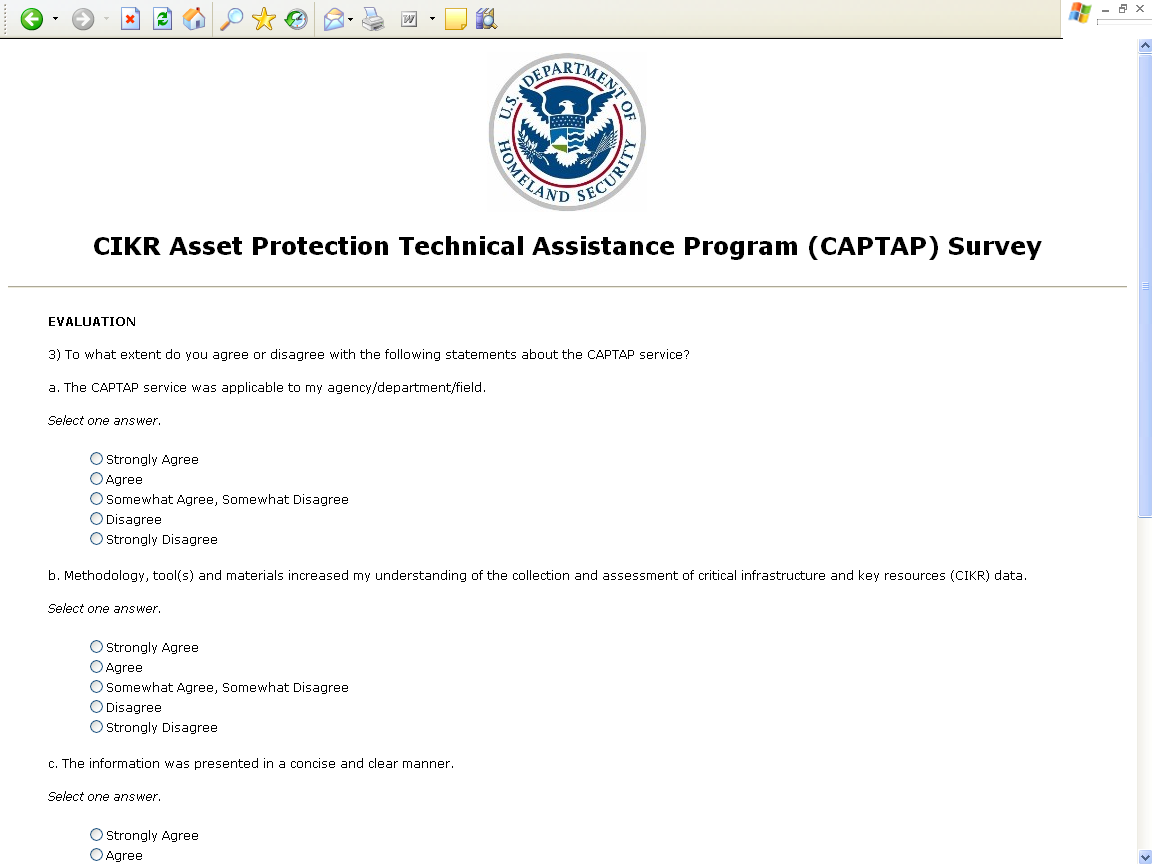 W
U.S. DEPARTMENT OF
HOMELAND SECURITY
CIKR Asset Protection Technical Assistance Program (CAPTAP) Survey
EVALUATION
3) To what extent do you agree or disagree with the following statements about the CAPTAP service?
a. The CAPTAP service was applicable to my agency/department/field.
Select one answer.
Strongly Agree
Agree
Somewhat Agree, Somewhat Disagree
Disagree
Strongly Disagree
b. Methodology, tool(s) and materials increased my understanding of the collection and assessment of critical infrastructure and key resources (CIKR) data.
Select one answer.
Strongly Agree
Agree
Somewhat Agree, Somewhat Disagree
Disagree
Strongly Disagree
c. The information was presented in a concise and clear manner.
Select one answer.
Strongly Agree
Agree